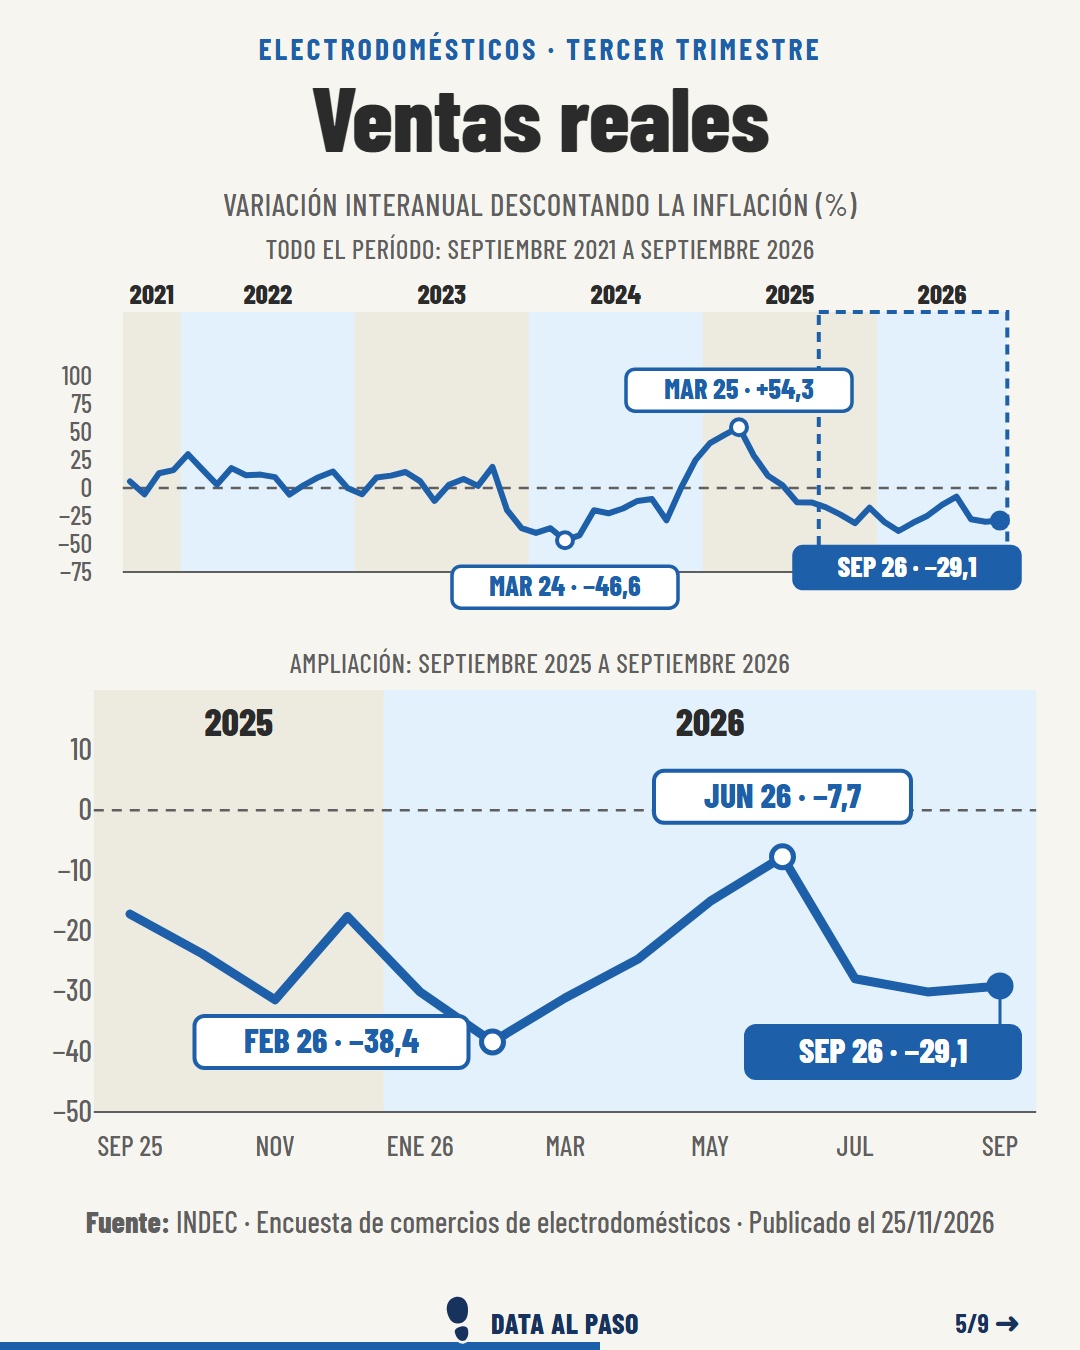 ELECTRODOMÉSTICOS · TERCER TRIMESTRE
Ventas reales
VARIACIÓN INTERANUAL DESCONTANDO LA INFLACIÓN (%)
TODO EL PERÍODO: SEPTIEMBRE 2021 A SEPTIEMBRE 2026
2021 2022 2023 2024 2025 2026
100
75
50
25
0
−25
−50
−75
MAR 25 · +54,3
MAR 24 · −46,6
SEP 26 · −29,1
AMPLIACIÓN: SEPTIEMBRE 2025 A SEPTIEMBRE 2026
2025 2026
10
0
−10
−20
−30
−40
−50
JUN 26 · −7,7
FEB 26 · −38,4
SEP 26 · −29,1
SEP 25 NOV ENE 26 MAR MAY JUL SEP
Fuente: INDEC · Encuesta de comercios de electrodomésticos · Publicado el 25/11/2026
DATA AL PASO
5/9 →